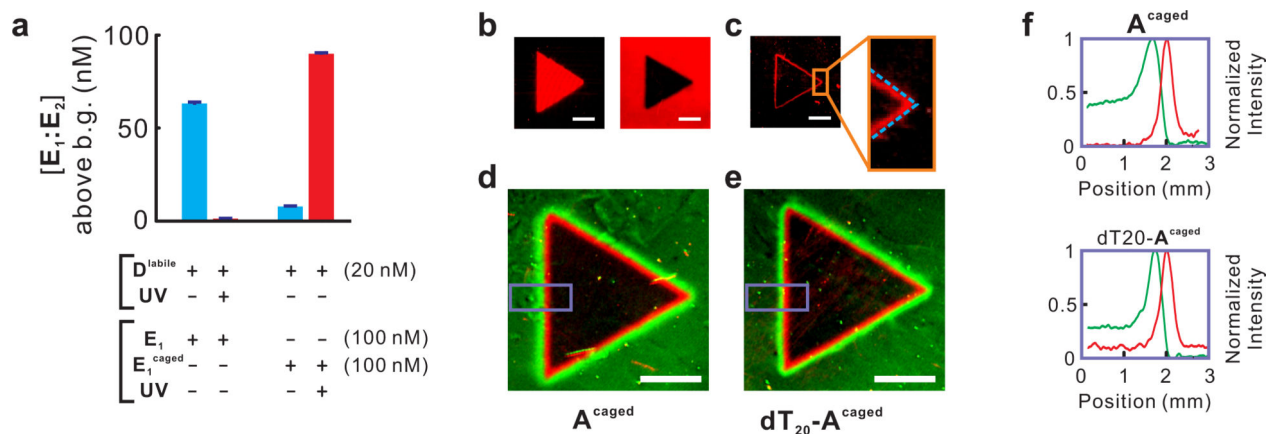 a
[E₁:E₂]
above b.g. (nM)
100
50
0
D^labile + + + + (20 nM)
UV – + – –
E₁ + + – – (100 nM)
E₁^caged – – + + (100 nM)
UV – – – +
b
c
d
e
A^caged
dT₂₀-A^caged
f
A^caged
1
0.5
0
0 1 2 3
Position (mm)
Normalized
Intensity
dT20-A^caged
1
0.5
0
0 1 2 3
Position (mm)
Normalized
Intensity